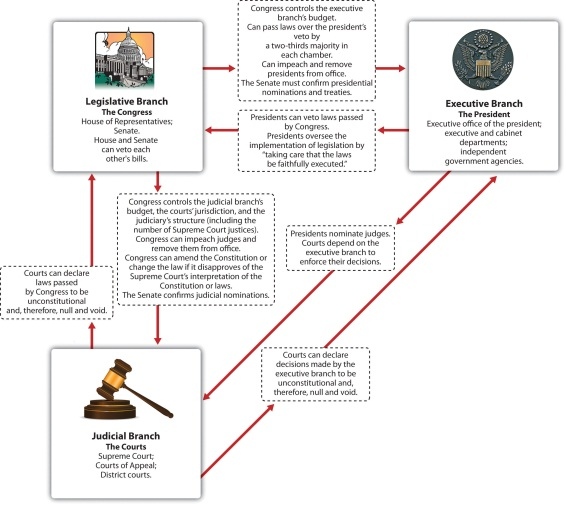 Congress controls the executive
branch's budget.
Can pass laws over the president's
veto by
a two-thirds majority in
each chamber.
Can impeach and remove
presidents from office.
The Senate must confirm presidential
nominations and treaties.
Legislative Branch
The Congress
House of Representatives;
Senate.
House and Senate
can veto each
other's bills.
Executive Branch
The President
Executive office of the president;
executive and cabinet
departments;
independent
government agencies.
Presidents can veto laws passed
by Congress.
Presidents oversee the
implementation of legislation by
“taking care that the laws
be faithfully executed.”
Congress controls the judicial branch's
budget, the courts' jurisdiction, and the
judiciary's structure (including the
number of Supreme Court justices).
Congress can impeach judges and
remove them from office.
Congress can amend the Constitution or
change the law if it disapproves of the
Supreme Court's interpretation of the
Constitution or laws.
The Senate confirms judicial nominations.
Presidents nominate judges.
Courts depend on the
executive branch to
enforce their decisions.
Courts can declare
laws passed
by Congress to be
unconstitutional
and, therefore, null and void.
Courts can declare
decisions made by the
executive branch to be
unconstitutional and,
therefore, null and void.
Judicial Branch
The Courts
Supreme Court;
Courts of Appeal;
District courts.